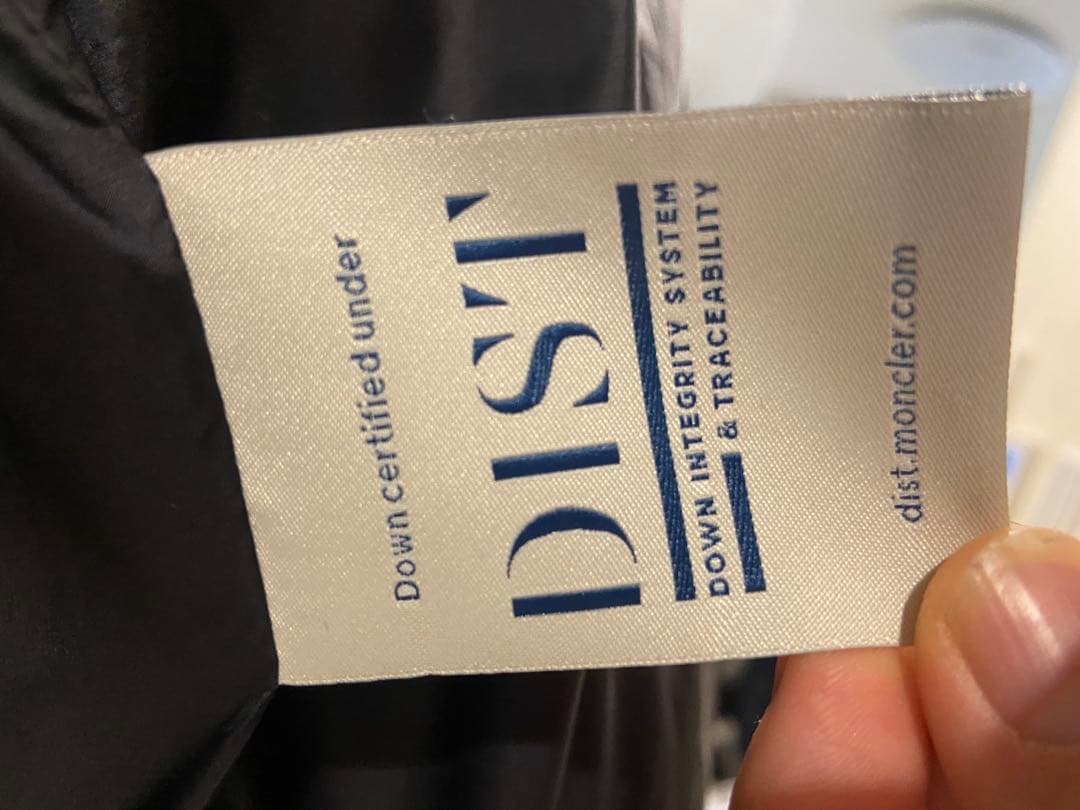 Down certified under
DIST
DOWN INTEGRITY SYSTEM
& TRACEABILITY
dist.moncler.com